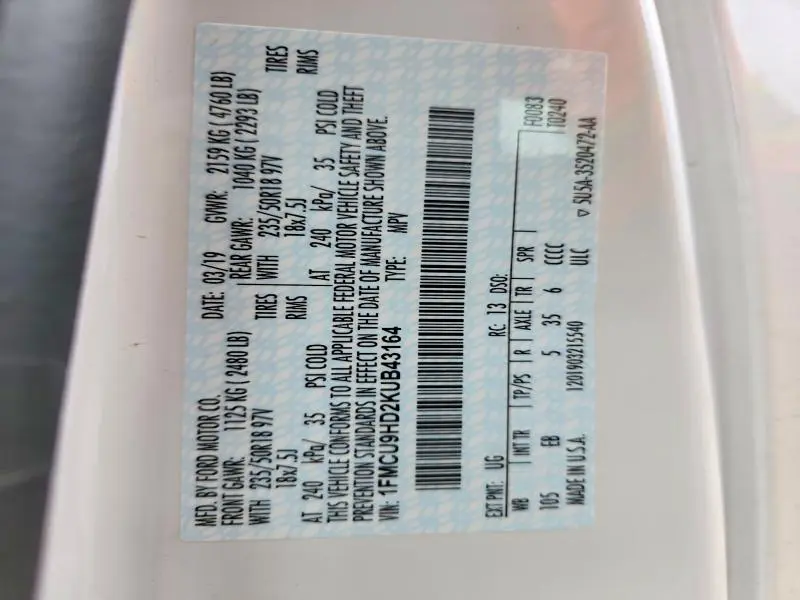 MFD. BY FORD MOTOR CO.
DATE: 03/19 GVWR: 2159 KG ( 4760 LB)
FRONT GAWR: 1125 KG ( 2480 LB) REAR GAWR: 1040 KG ( 2293 LB)
WITH 235/50R18 97V TIRES WITH 235/50R18 97V TIRES
18x7.5J RIMS 18x7.5J RIMS
AT 240 kPa/ 35 PSI COLD AT 240 kPa/ 35 PSI COLD
THIS VEHICLE CONFORMS TO ALL APPLICABLE FEDERAL MOTOR VEHICLE SAFETY AND THEFT
PREVENTION STANDARDS IN EFFECT ON THE DATE OF MANUFACTURE SHOWN ABOVE.
VIN: 1FMCU9HD2KUB43164 TYPE: MPV
F0083
T0240
EXT PNT: UG RC: 13 DSO:
WB INT TR TP/PS R AXLE TR SPR
105 EB 5 35 6 CCCC
MADE IN U.S.A. 1201903215540 ULC ▽ 5U5A-3520472-AA